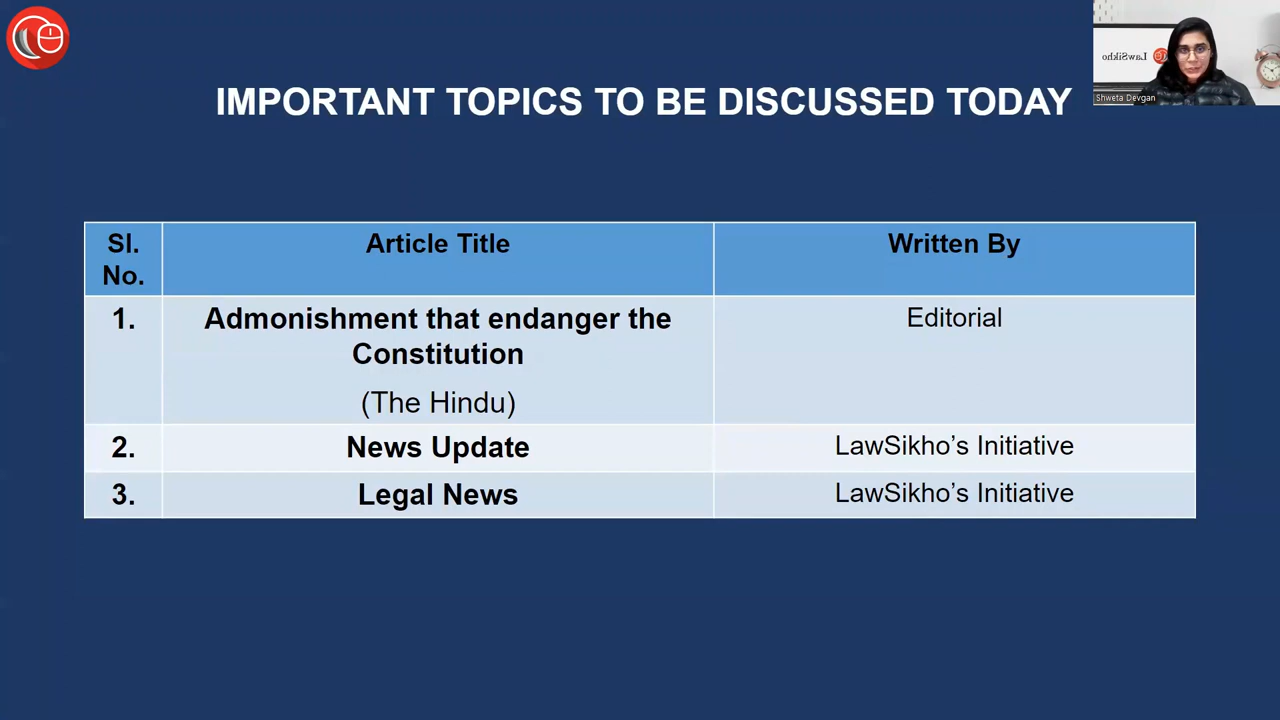 IMPORTANT TOPICS TO BE DISCUSSED TODAY
LawSikho
Shweta Devgan
Sl. No.
Article Title
Written By
1.
Admonishment that endanger the
Constitution
(The Hindu)
Editorial
2.
News Update
LawSikho’s Initiative
3.
Legal News
LawSikho’s Initiative